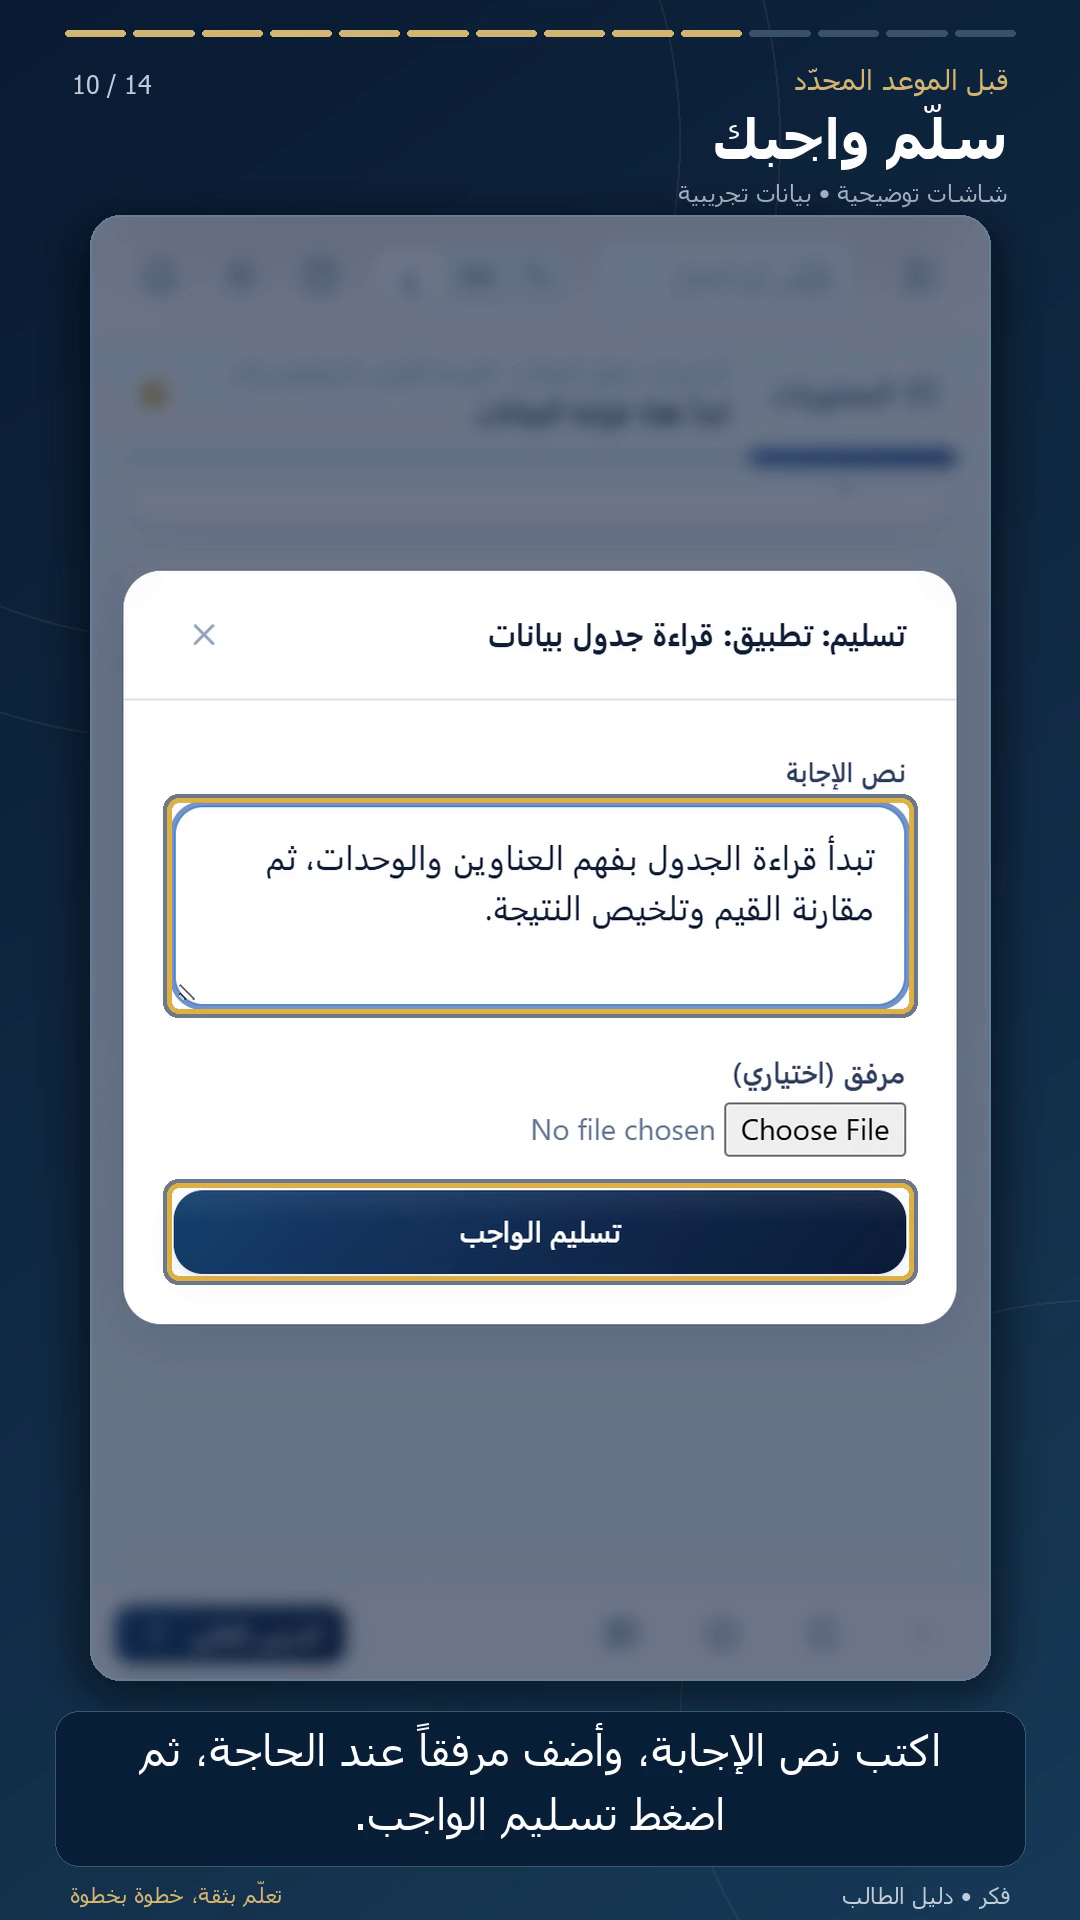 10 / 14
قبل الموعد المحدّد
سلّم واجبك
شاشات توضيحية • بيانات تجريبية
تسليم: تطبيق: قراءة جدول بيانات
نص الإجابة
تبدأ قراءة الجدول بفهم العناوين والوحدات، ثم
مقارنة القيم وتلخيص النتيجة.
مرفق (اختياري)
Choose File No file chosen
تسليم الواجب
اكتب نص الإجابة، وأضف مرفقاً عند الحاجة، ثم
اضغط تسليم الواجب.
فكر • دليل الطالب
تعلّم بثقة، خطوة بخطوة